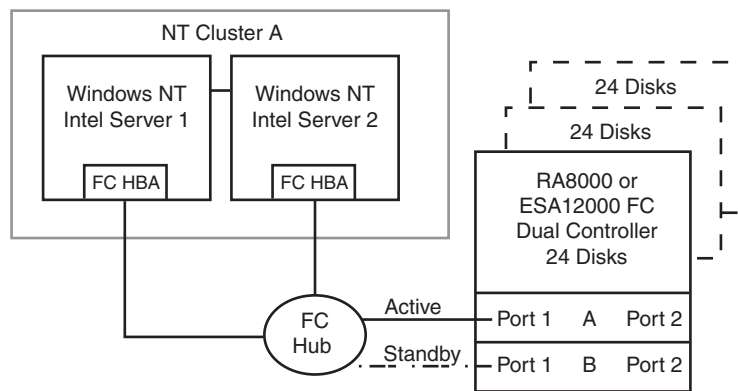 NT Cluster A
Windows NT
Intel Server 1
FC HBA
Windows NT
Intel Server 2
FC HBA
24 Disks
24 Disks
RA8000 or
ESA12000 FC
Dual Controller
24 Disks
FC
Hub
Active
Port 1 A Port 2
Standby
Port 1 B Port 2